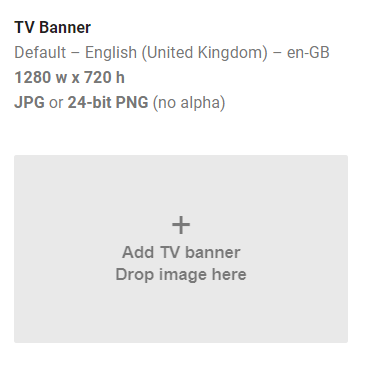 TV Banner
Default – English (United Kingdom) – en-GB
1280 w x 720 h
JPG or 24-bit PNG (no alpha)
+
Add TV banner
Drop image here